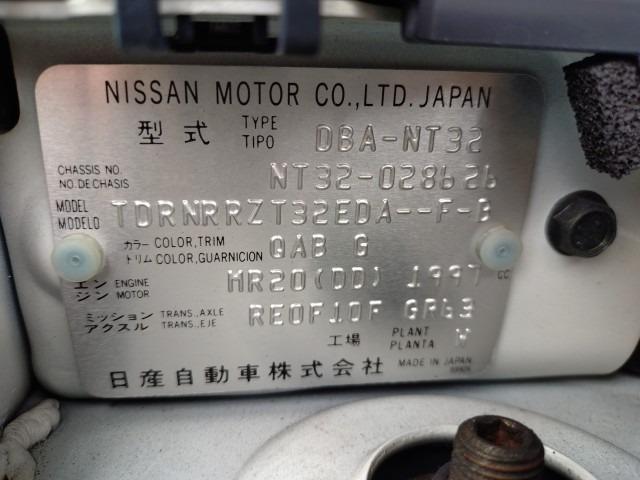 NISSAN MOTOR CO.,LTD. JAPAN
型式 TYPE TIPO DBA-NT32
CHASSIS NO. NO.DE CHASIS NT32-028626
MODEL MODELO TDRNRRZT32EDA--F-B
カラー COLOR,TRIM トリム COLOR,GUARNICION QAB G
エンジン ENGINE MOTOR MR20(DD) 1997 CC
ミッション TRANS.,AXLE アクスル TRANS.,EJE RE0F10F GR63
工場 PLANT PLANTA W
日産自動車株式会社 MADE IN JAPAN